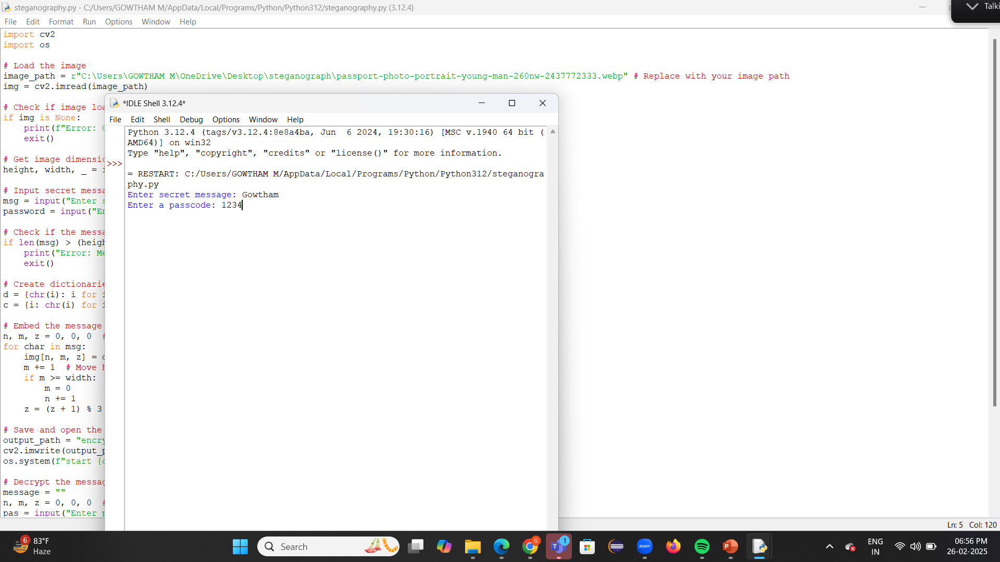 steganography.py - C:/Users/GOWTHAM M/AppData/Local/Programs/Python/Python312/steganography.py (3.12.4)
Talki
File Edit Format Run Options Window Help
import cv2
import os
# Load the image
image_path = r"C:\Users\GOWTHAM M\OneDrive\Desktop\steganograph\passport-photo-portrait-young-man-260nw-2437772333.webp" # Replace with your image path
img = cv2.imread(image_path)
# Check if image loa
if img is None:
    print(f"Error: C
    exit()
# Get image dimensio
height, width, _ = i
# Input secret messa
msg = input("Enter s
password = input("En
# Check if the messa
if len(msg) > (heigh
    print("Error: Me
    exit()
# Create dictionarie
d = {chr(i): i for i
c = {i: chr(i) for i
# Embed the message
n, m, z = 0, 0, 0  #
for char in msg:
    img[n, m, z] = d
    m += 1  # Move h
    if m >= width:
        m = 0
        n += 1
    z = (z + 1) % 3
# Save and open the
output_path = "encry
cv2.imwrite(output_p
os.system(f"start {o
# Decrypt the messag
message = ""
n, m, z = 0, 0, 0  #
pas = input("Enter p
*IDLE Shell 3.12.4*
File Edit Shell Debug Options Window Help
Python 3.12.4 (tags/v3.12.4:8e8a4ba, Jun  6 2024, 19:30:16) [MSC v.1940 64 bit (
AMD64)] on win32
Type "help", "copyright", "credits" or "license()" for more information.
>>>
= RESTART: C:/Users/GOWTHAM M/AppData/Local/Programs/Python/Python312/steganogra
phy.py
Enter secret message: Gowtham
Enter a passcode: 1234
Ln: 5 Col: 120
6
83°F
Haze
Search
G
1
zoom
ENG
IN
06:56 PM
26-02-2025